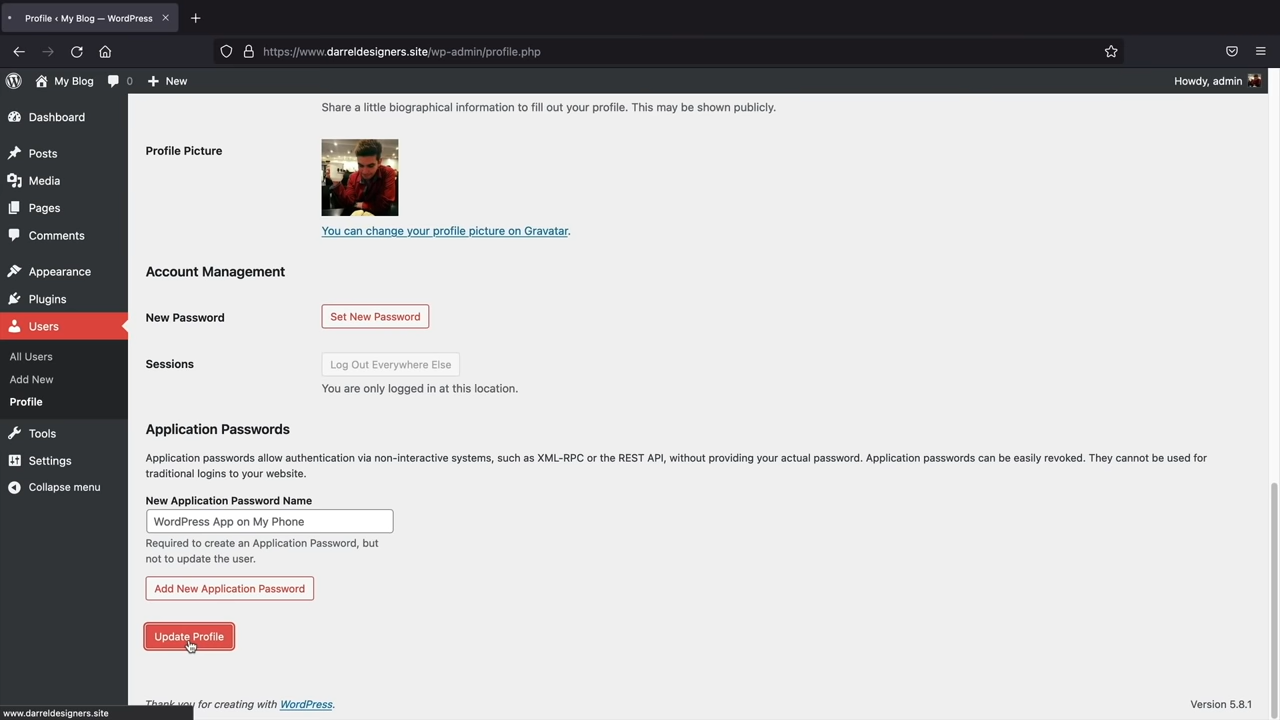 Profile ‹ My Blog — WordPress
https://www.darreldesigners.site/wp-admin/profile.php
My Blog 0 New Howdy, admin
Dashboard
Posts
Media
Pages
Comments
Appearance
Plugins
Users
All Users
Add New
Profile
Tools
Settings
Collapse menu
Share a little biographical information to fill out your profile. This may be shown publicly.
Profile Picture
You can change your profile picture on Gravatar.
Account Management
New Password Set New Password
Sessions Log Out Everywhere Else
You are only logged in at this location.
Application Passwords
Application passwords allow authentication via non-interactive systems, such as XML-RPC or the REST API, without providing your actual password. Application passwords can be easily revoked. They cannot be used for
traditional logins to your website.
New Application Password Name
WordPress App on My Phone
Required to create an Application Password, but
not to update the user.
Add New Application Password
Update Profile
Thank you for creating with WordPress. Version 5.8.1
www.darreldesigners.site